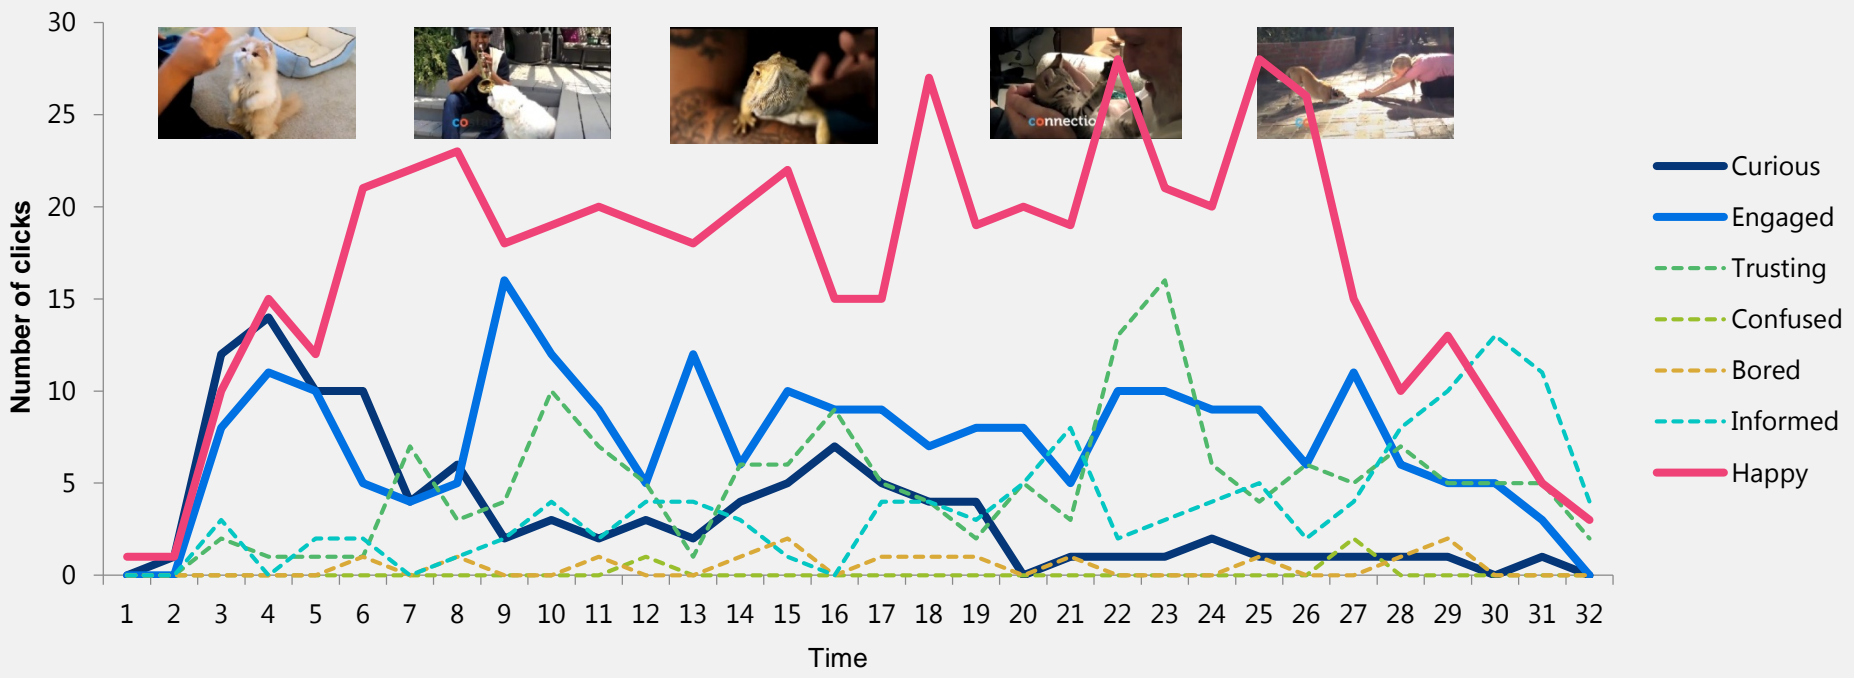 30
25
20
15
10
5
0
Number of clicks
co
connectio
1 2 3 4 5 6 7 8 9 10 11 12 13 14 15 16 17 18 19 20 21 22 23 24 25 26 27 28 29 30 31 32
Time
Curious
Engaged
Trusting
Confused
Bored
Informed
Happy